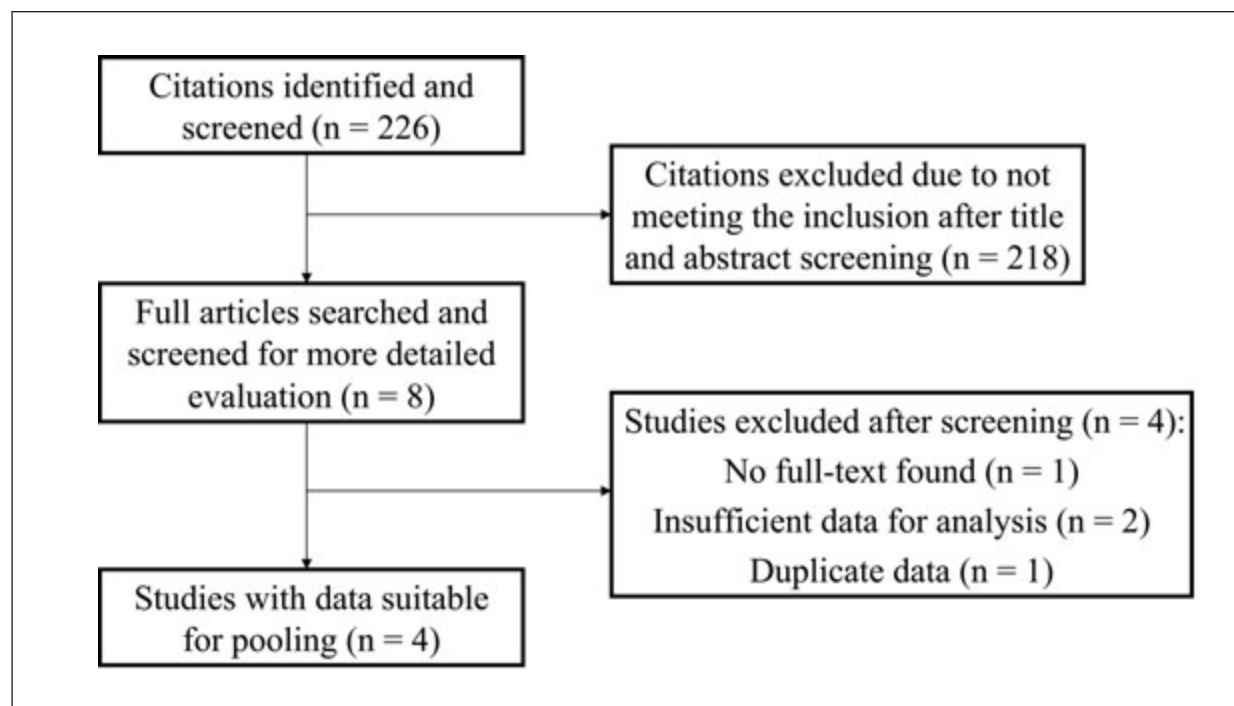 Citations identified and
screened (n = 226)
Citations excluded due to not
meeting the inclusion after title
and abstract screening (n = 218)
Full articles searched and
screened for more detailed
evaluation (n = 8)
Studies excluded after screening (n = 4):
No full-text found (n = 1)
Insufficient data for analysis (n = 2)
Duplicate data (n = 1)
Studies with data suitable
for pooling (n = 4)